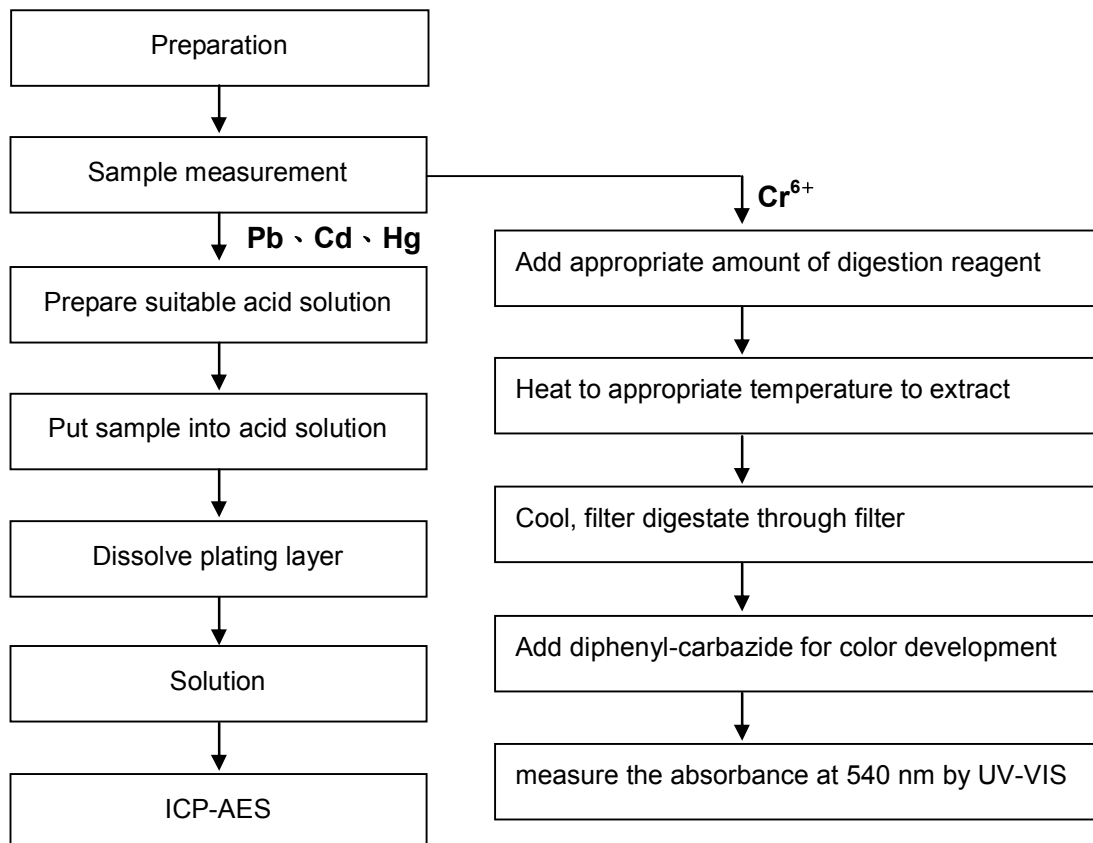 Preparation
Sample measurement
Pb、Cd、Hg
Prepare suitable acid solution
Put sample into acid solution
Dissolve plating layer
Solution
ICP-AES
Cr⁶⁺
Add appropriate amount of digestion reagent
Heat to appropriate temperature to extract
Cool, filter digestate through filter
Add diphenyl-carbazide for color development
measure the absorbance at 540 nm by UV-VIS